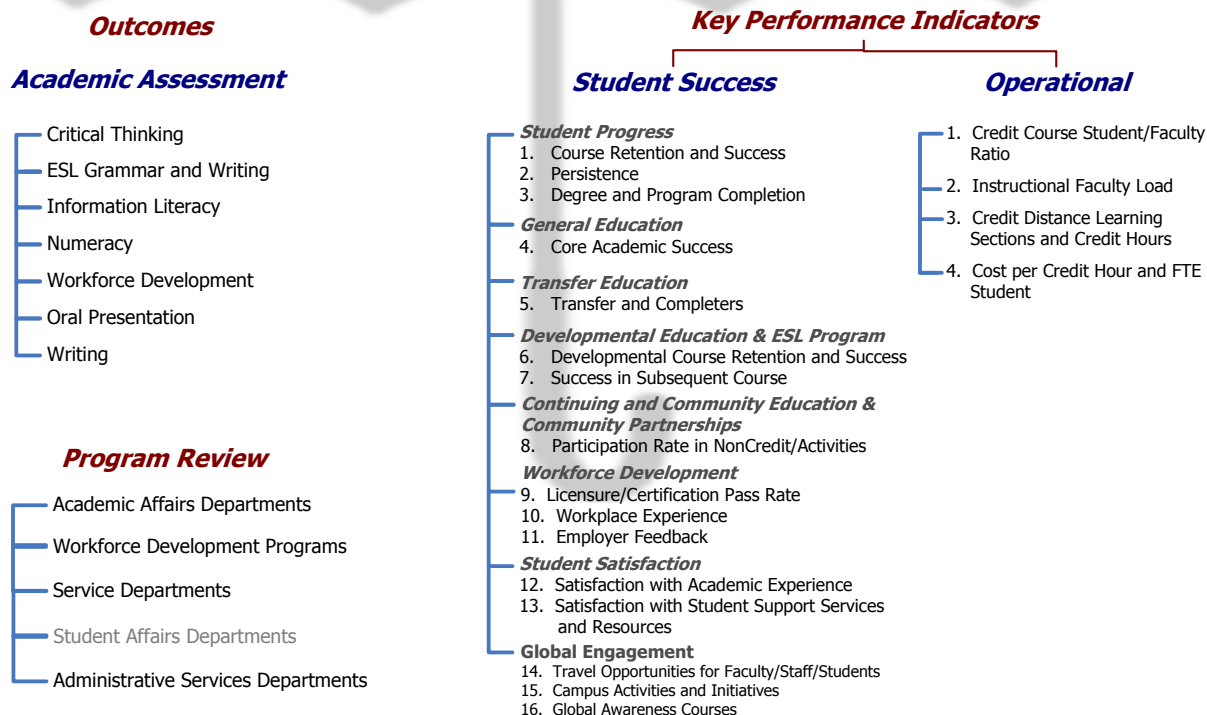 Outcomes
Academic Assessment
Critical Thinking
ESL Grammar and Writing
Information Literacy
Numeracy
Workforce Development
Oral Presentation
Writing
Program Review
Academic Affairs Departments
Workforce Development Programs
Service Departments
Student Affairs Departments
Administrative Services Departments
Key Performance Indicators
Student Success
Student Progress
1. Course Retention and Success
2. Persistence
3. Degree and Program Completion
General Education
4. Core Academic Success
Transfer Education
5. Transfer and Completers
Developmental Education & ESL Program
6. Developmental Course Retention and Success
7. Success in Subsequent Course
Continuing and Community Education &
Community Partnerships
8. Participation Rate in NonCredit/Activities
Workforce Development
9. Licensure/Certification Pass Rate
10. Workplace Experience
11. Employer Feedback
Student Satisfaction
12. Satisfaction with Academic Experience
13. Satisfaction with Student Support Services
and Resources
Global Engagement
14. Travel Opportunities for Faculty/Staff/Students
15. Campus Activities and Initiatives
16. Global Awareness Courses
Operational
1. Credit Course Student/Faculty
Ratio
2. Instructional Faculty Load
3. Credit Distance Learning
Sections and Credit Hours
4. Cost per Credit Hour and FTE
Student